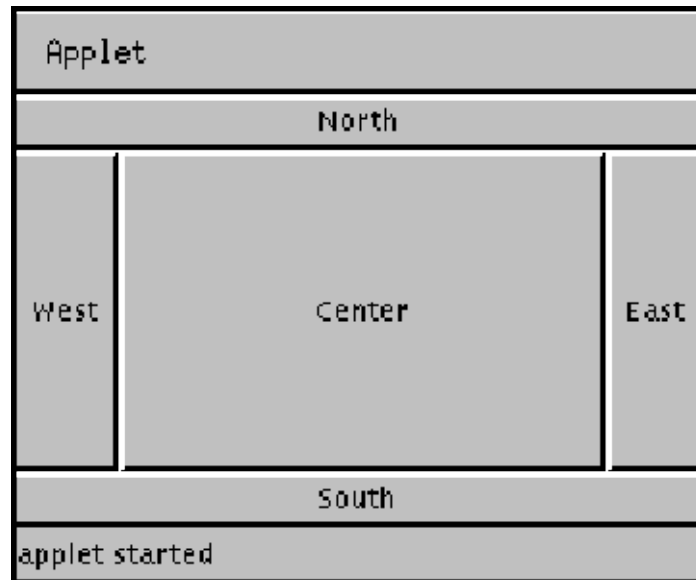 Applet
North
West Center East
South
applet started